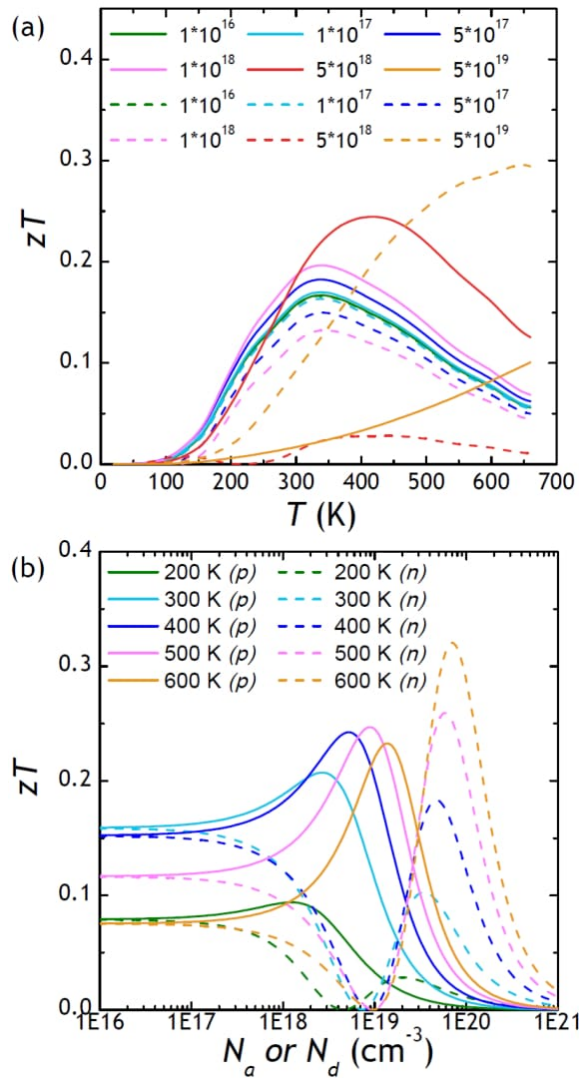 (a)
0.4
1*10^16 1*10^17 5*10^17
1*10^18 5*10^18 5*10^19
1*10^16 1*10^17 5*10^17
1*10^18 5*10^18 5*10^19
0.3
zT
0.2
0.1
0.0
0 100 200 300 400 500 600 700
T (K)
(b)
0.4
200 K (p) 200 K (n)
300 K (p) 300 K (n)
400 K (p) 400 K (n)
500 K (p) 500 K (n)
600 K (p) 600 K (n)
0.3
zT
0.2
0.1
0.0
1E16 1E17 1E18 1E19 1E20 1E21
N_a or N_d (cm^-3)